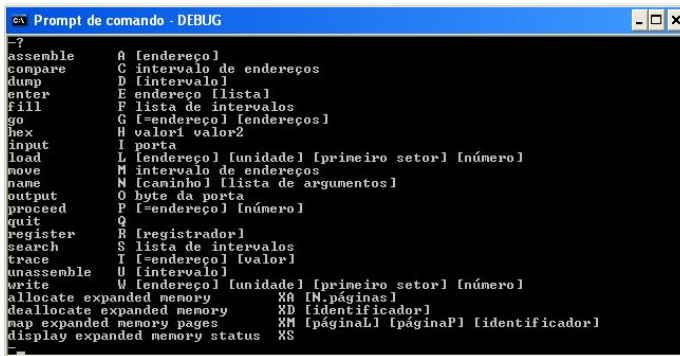 Prompt de comando - DEBUG
-?
assemble A [endereço]
compare C intervalo de endereços
dump D [intervalo]
enter E endereço [lista]
fill F lista de intervalos
go G [=endereço] [endereços]
hex H valor1 valor2
input I porta
load L [endereço] [unidade] [primeiro setor] [número]
move M intervalo de endereços
name N [caminho] [lista de argumentos]
output O byte da porta
proceed P [=endereço] [número]
quit Q
register R [registrador]
search S lista de intervalos
trace T [=endereço] [valor]
unassemble U [intervalo]
write W [endereço] [unidade] [primeiro setor] [número]
allocate expanded memory XA [N.páginas]
deallocate expanded memory XD [identificador]
map expanded memory pages XM [páginaL] [páginaP] [identificador]
display expanded memory status XS
-_